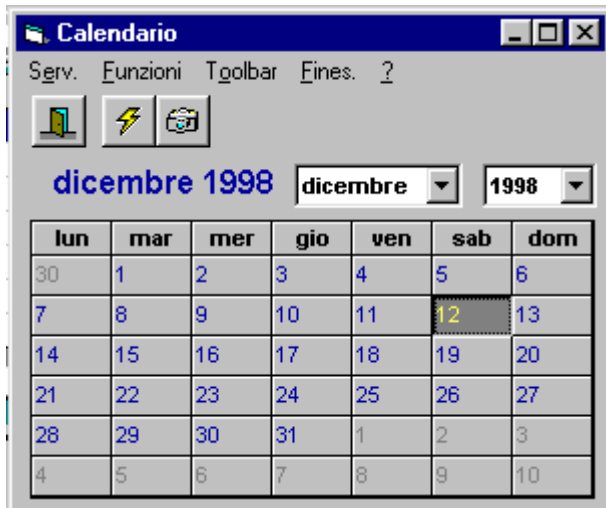 Calendario
Serv. Funzioni Toolbar Fines. ?
dicembre 1998 dicembre 1998
lun mar mer gio ven sab dom
30 1 2 3 4 5 6
7 8 9 10 11 12 13
14 15 16 17 18 19 20
21 22 23 24 25 26 27
28 29 30 31 1 2 3
4 5 6 7 8 9 10